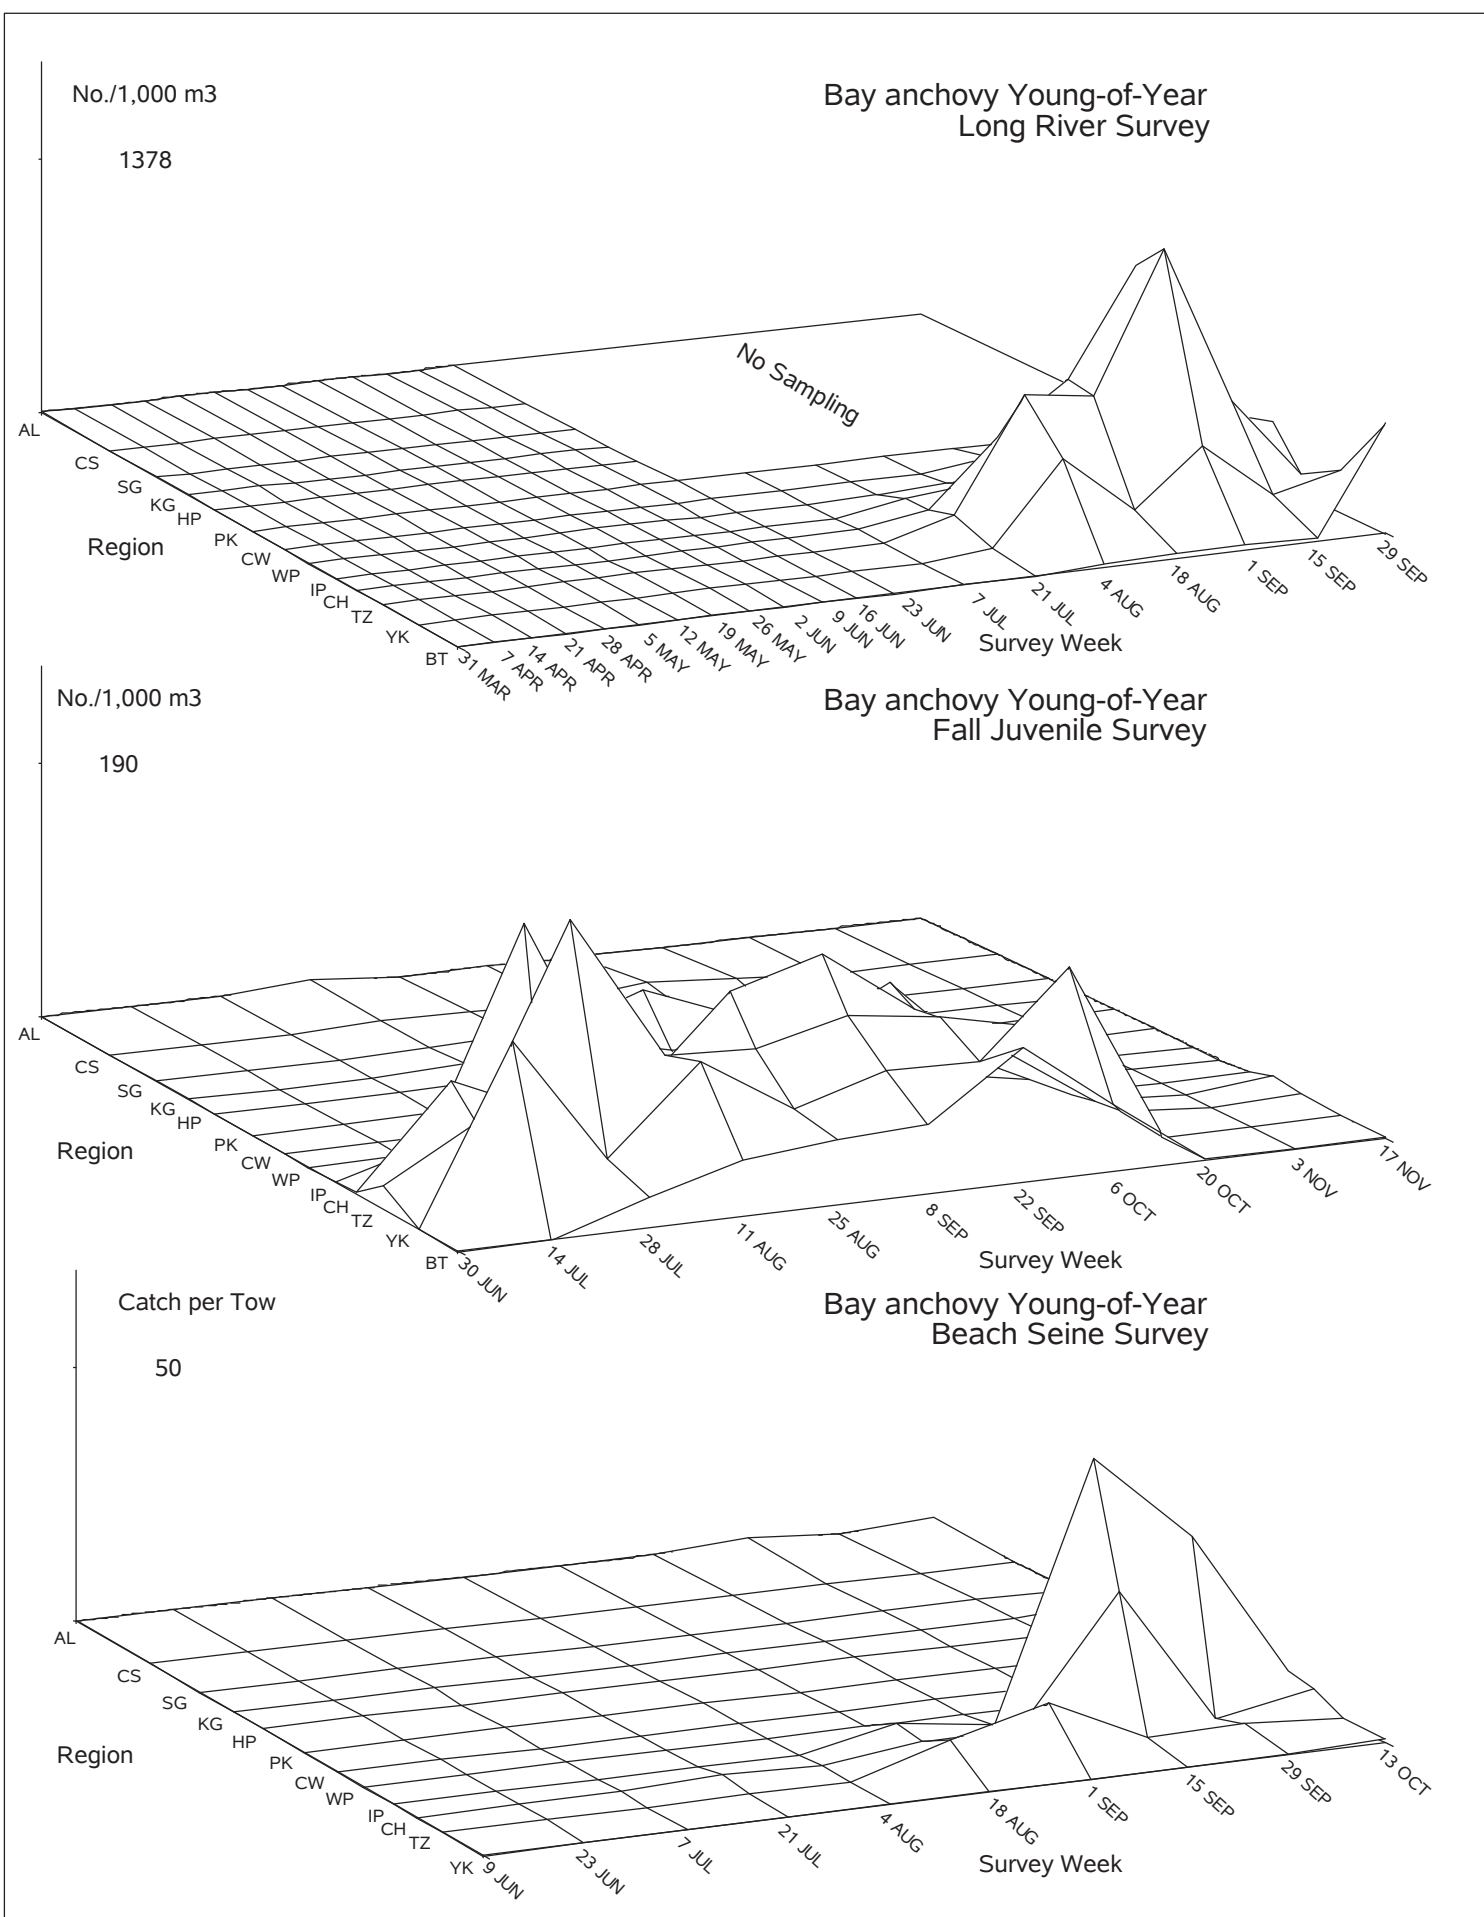 No./1,000 m3
Bay anchovy Young-of-Year
Long River Survey
1378
No Sampling
AL
CS
SG
KG
HP
PK
CW
WP
IP
CH
TZ
YK
BT
Region
31 MAR
7 APR
14 APR
21 APR
28 APR
5 MAY
12 MAY
19 MAY
26 MAY
2 JUN
9 JUN
16 JUN
23 JUN
7 JUL
21 JUL
4 AUG
18 AUG
1 SEP
15 SEP
29 SEP
Survey Week
No./1,000 m3
Bay anchovy Young-of-Year
Fall Juvenile Survey
190
AL
CS
SG
KG
HP
PK
CW
WP
IP
CH
TZ
YK
BT
Region
30 JUN
14 JUL
28 JUL
11 AUG
25 AUG
8 SEP
22 SEP
6 OCT
20 OCT
3 NOV
17 NOV
Survey Week
Catch per Tow
Bay anchovy Young-of-Year
Beach Seine Survey
50
AL
CS
SG
KG
HP
PK
CW
WP
IP
CH
TZ
YK
Region
9 JUN
23 JUN
7 JUL
21 JUL
4 AUG
18 AUG
1 SEP
15 SEP
29 SEP
13 OCT
Survey Week